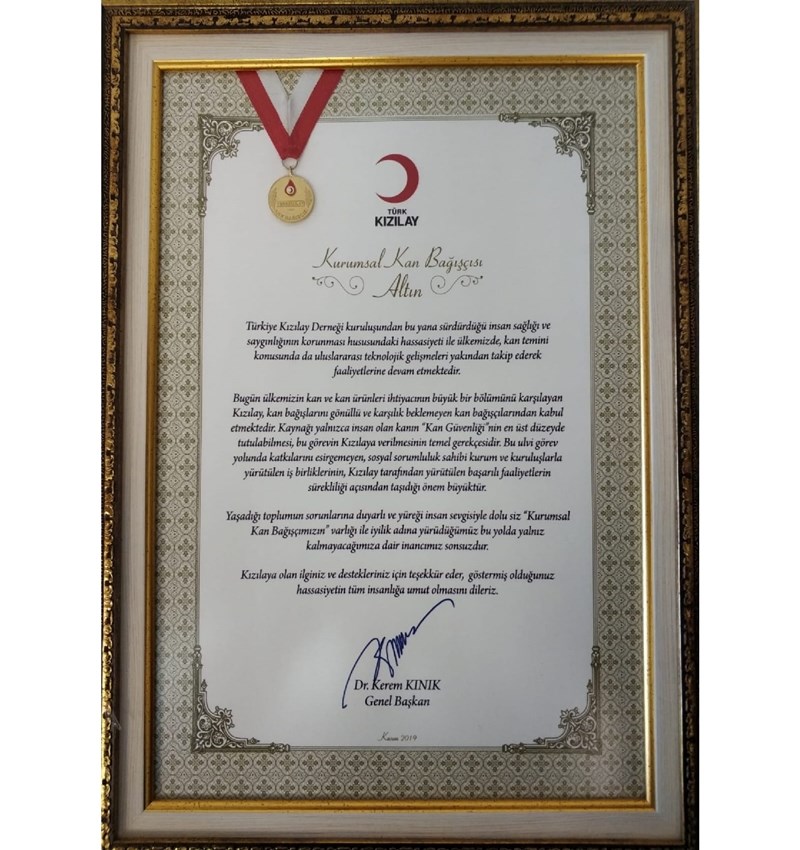 TÜRK
KIZILAY
Kurumsal Kan Bağışçısı
Altın
Türkiye Kızılay Derneği kuruluşundan bu yana sürdürdüğü insan sağlığı ve
saygınlığının korunması hususundaki hassasiyeti ile ülkemizde, kan temini
konusunda da uluslararası teknolojik gelişmeleri yakından takip ederek
faaliyetlerine devam etmektedir.
Bugün ülkemizin kan ve kan ürünleri ihtiyacının büyük bir bölümünü karşılayan
Kızılay, kan bağışlarını gönüllü ve karşılık beklemeyen kan bağışçılarından kabul
etmektedir. Kaynağı yalnızca insan olan kanın “Kan Güvenliği”nin en üst düzeyde
tutulabilmesi, bu görevin Kızılaya verilmesinin temel gerekçesidir. Bu ulvi görev
yolunda katkılarını esirgemeyen, sosyal sorumluluk sahibi kurum ve kuruluşlarla
yürütülen iş birliklerinin, Kızılay tarafından yürütülen başarılı faaliyetlerin
sürekliliği açısından taşıdığı önem büyüktür.
Yaşadığı toplumun sorunlarına duyarlı ve yüreği insan sevgisiyle dolu siz “Kurumsal
Kan Bağışçımızın” varlığı ile iyilik adına yürüdüğümüz bu yolda yalnız
kalmayacağımıza dair inancımız sonsuzdur.
Kızılaya olan ilginiz ve destekleriniz için teşekkür eder, göstermiş olduğunuz
hassasiyetin tüm insanlığa umut olmasını dileriz.
Dr. Kerem KINIK
Genel Başkan
Kasım 2019